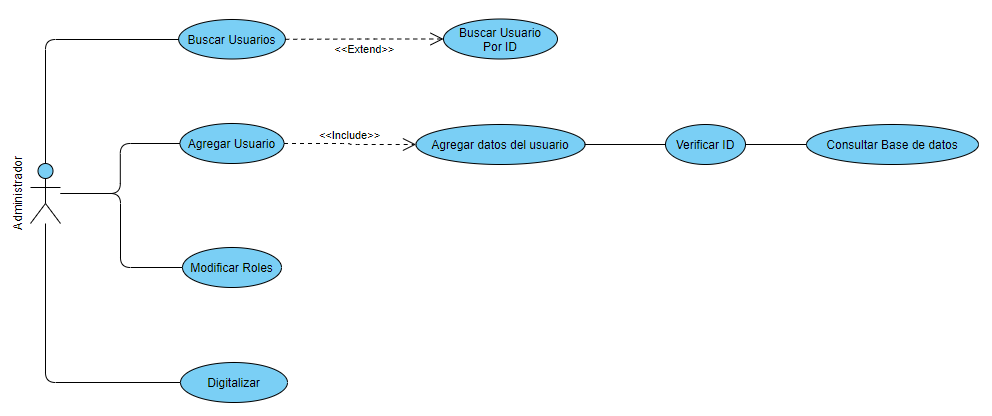 Buscar Usuarios
<<Extend>>
Buscar Usuario
Por ID
Agregar Usuario
<<Include>>
Agregar datos del usuario
Verificar ID
Consultar Base de datos
Administrador
Modificar Roles
Digitalizar